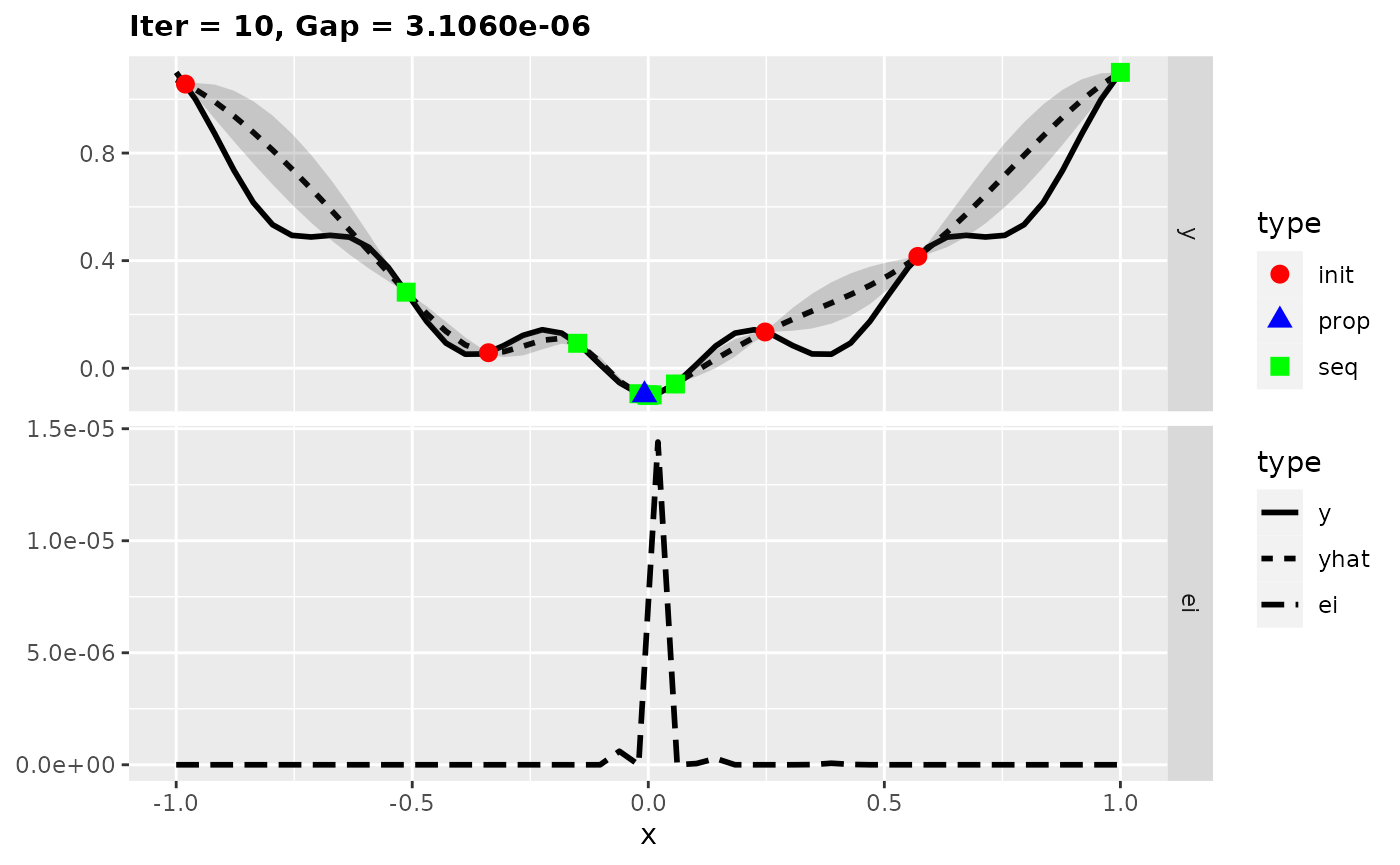 Iter = 10, Gap = 3.1060e-06
0.8
0.4
0.0
y
1.5e-05
1.0e-05
5.0e-06
0.0e+00
ei
-1.0
-0.5
0.0
0.5
1.0
x
type
init
prop
seq
type
y
yhat
ei